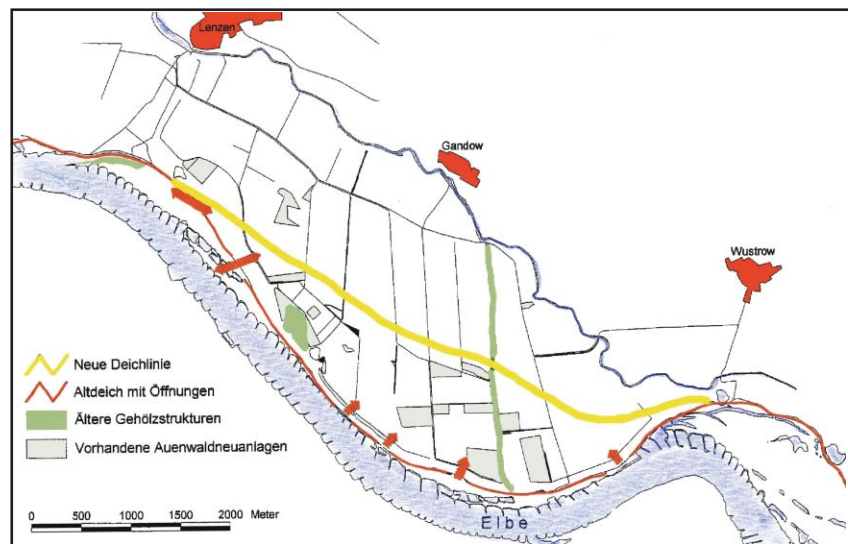 Lenzen
Gandow
Wustrow
Neue Deichlinie
Altdeich mit Öffnungen
Ältere Gehölzstrukturen
Vorhandene Auenwaldneuanlagen
0 500 1000 1500 2000 Meter
Elbe